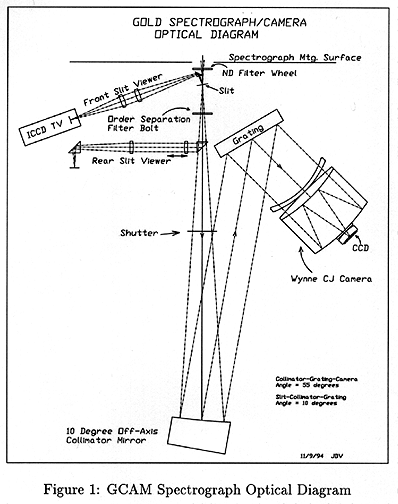 GOLD SPECTROGRAPH/CAMERA
OPTICAL DIAGRAM
Spectrograph Mtg. Surface
ND Filter Wheel
Front Slit Viewer
Slit
ICCD TV
Order Separation
Filter Bolt
Grating
Rear Slit Viewer
Shutter
CCD
Wynne CJ Camera
Collimator-Grating-Camera
Angle = 55 degrees
Slit-Collimator-Grating
Angle = 10 degrees
10 Degree Off-Axis
Collimator Mirror
11/9/94 JDV
Figure 1: GCAM Spectrograph Optical Diagram